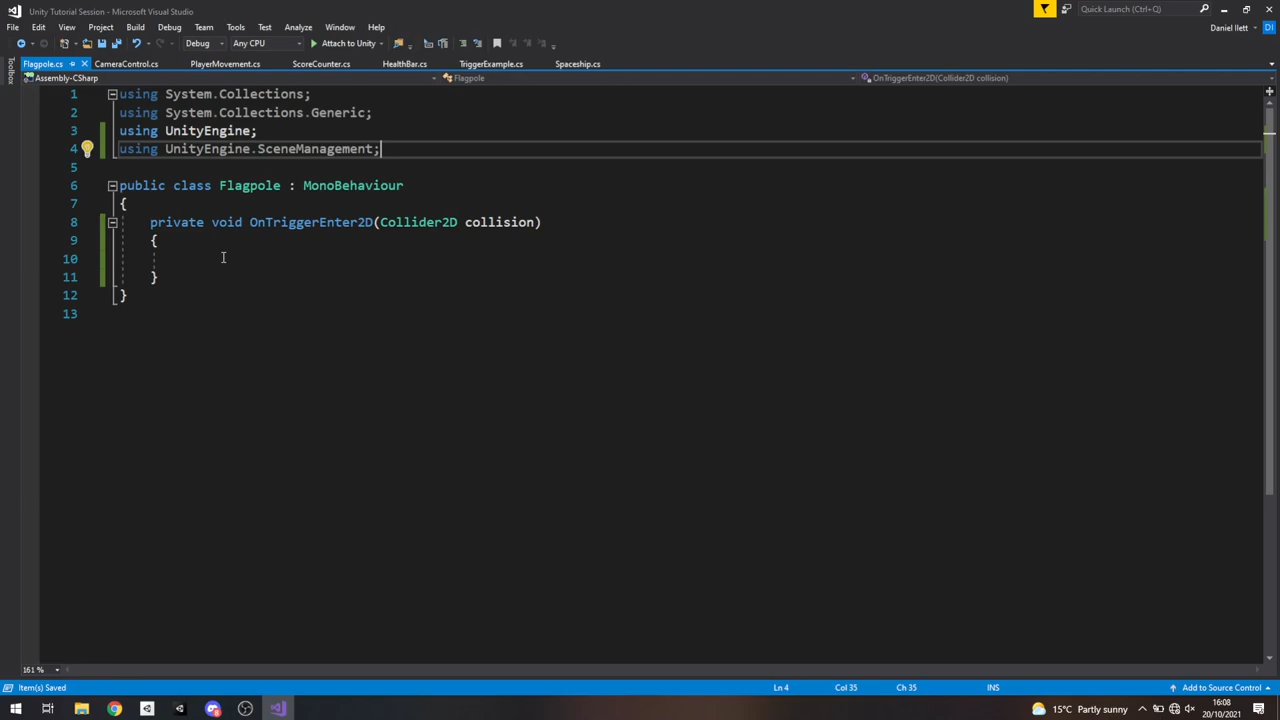 Unity Tutorial Session - Microsoft Visual Studio
Quick Launch (Ctrl+Q)
File Edit View Project Build Debug Team Tools Test Analyze Window Help
Daniel Ilett DI
Debug Any CPU Attach to Unity
Toolbox
Flagpole.cs CameraControl.cs PlayerMovement.cs ScoreCounter.cs HealthBar.cs TriggerExample.cs Spaceship.cs
Assembly-CSharp Flagpole OnTriggerEnter2D(Collider2D collision)
1 using System.Collections;
2 using System.Collections.Generic;
3 using UnityEngine;
4 using UnityEngine.SceneManagement;
5
6 public class Flagpole : MonoBehaviour
7 {
8 private void OnTriggerEnter2D(Collider2D collision)
9 {
10
11 }
12 }
13
161 %
Item(s) Saved Ln 4 Col 35 Ch 35 INS Add to Source Control
15°C Partly sunny 16:08
20/10/2021